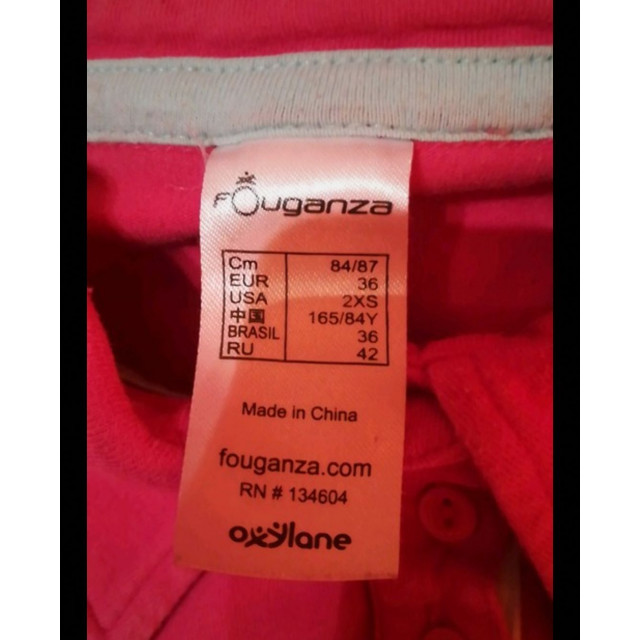 FOuganza
Cm 84/87
EUR 36
USA 2XS
中国 165/84Y
BRASIL 36
RU 42
Made in China
fouganza.com
RN # 134604
oxylane